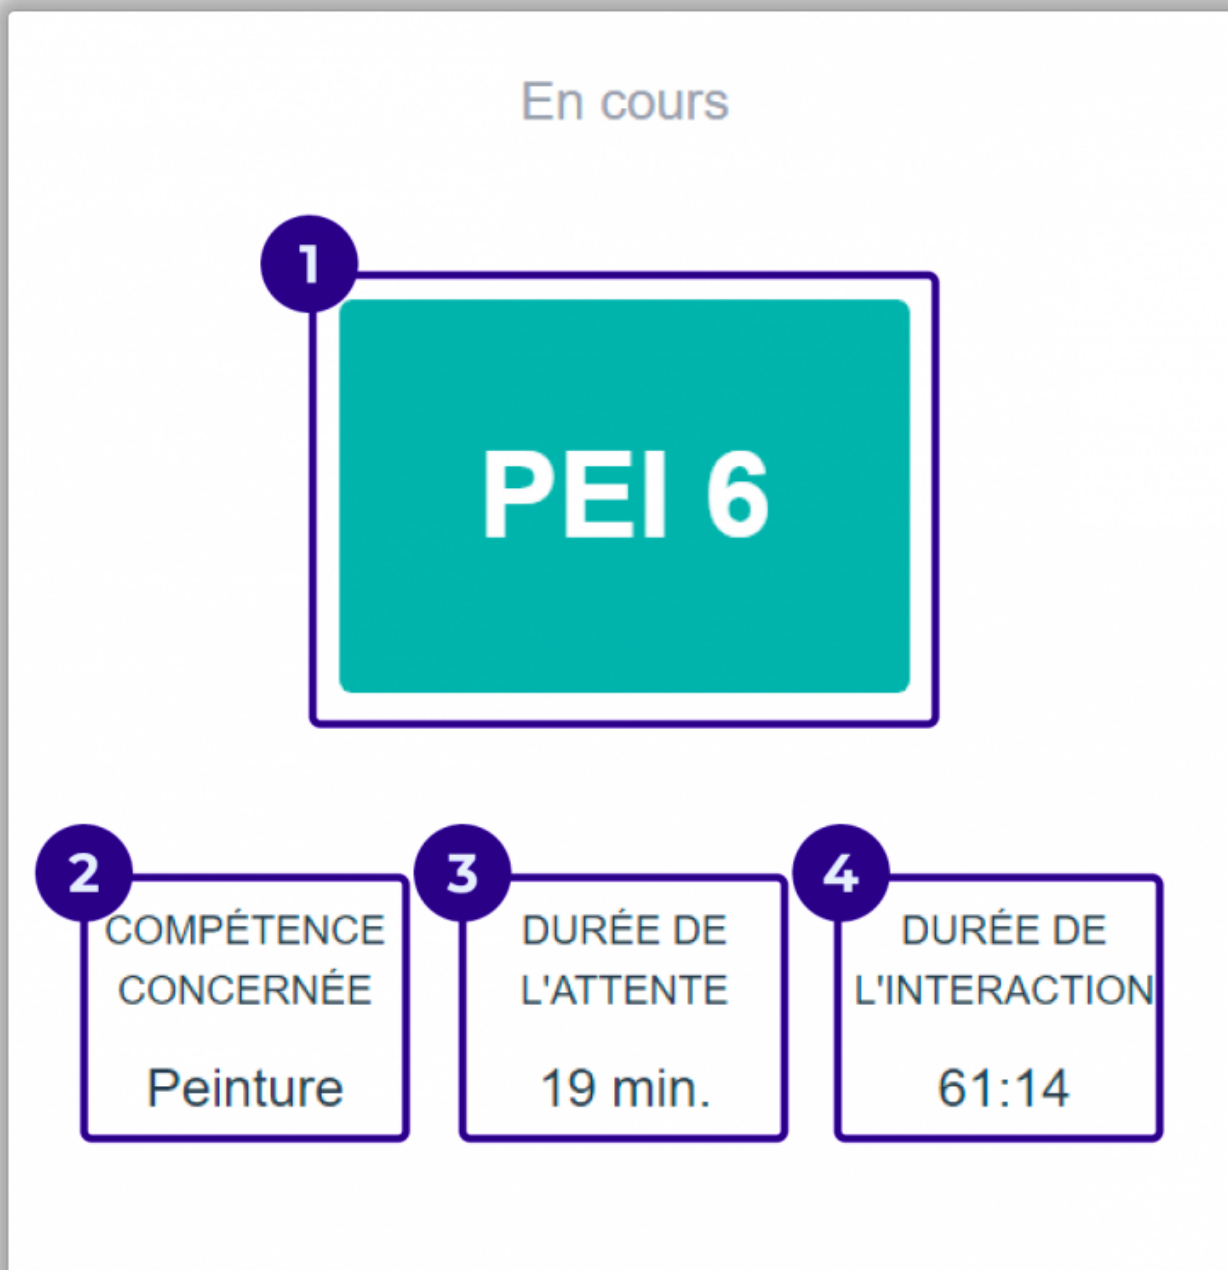 En cours
1
PEI 6
2
COMPÉTENCE
CONCERNÉE
Peinture
3
DURÉE DE
L'ATTENTE
19 min.
4
DURÉE DE
L'INTERACTION
61:14